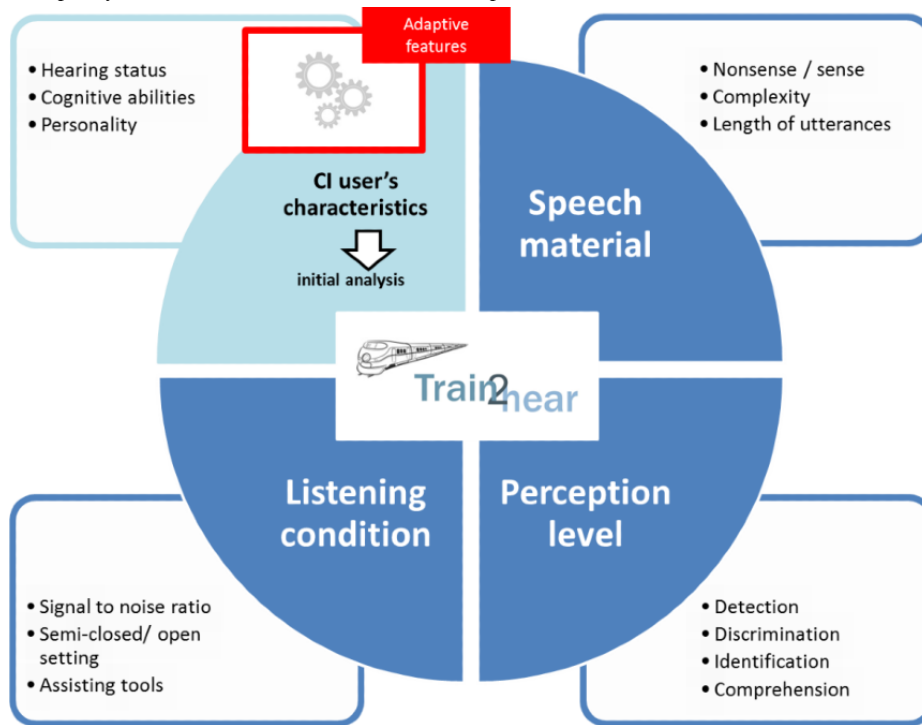 Adaptive
features
• Hearing status
• Cognitive abilities
• Personality
• Nonsense / sense
• Complexity
• Length of utterances
CI user's
characteristics
initial analysis
Speech
material
Train2hear
Listening
condition
Perception
level
• Signal to noise ratio
• Semi-closed/ open
setting
• Assisting tools
• Detection
• Discrimination
• Identification
• Comprehension